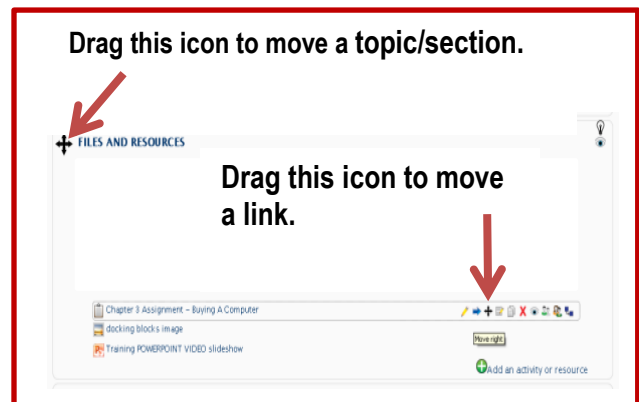 Drag this icon to move a topic/section.
FILES AND RESOURCES
Drag this icon to move
a link.
Chapter 3 Assignment – Buying A Computer
docking blocks image
Move right
Training POWERPOINT VIDEO slideshow
Add an activity or resource